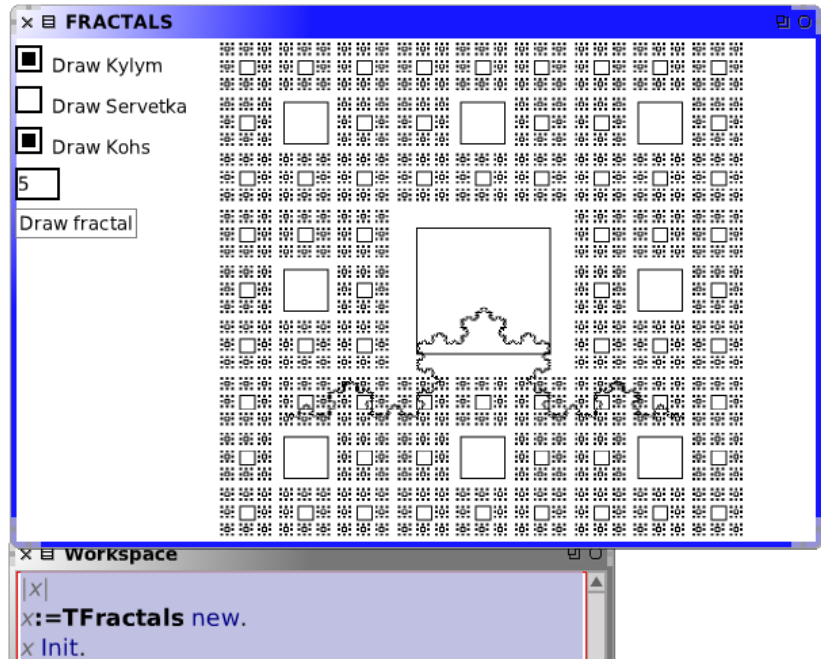 FRACTALS
Draw Kylym
Draw Servetka
Draw Kohs
5
Draw fractal
Workspace
|x|
x:=TFractals new.
x Init.